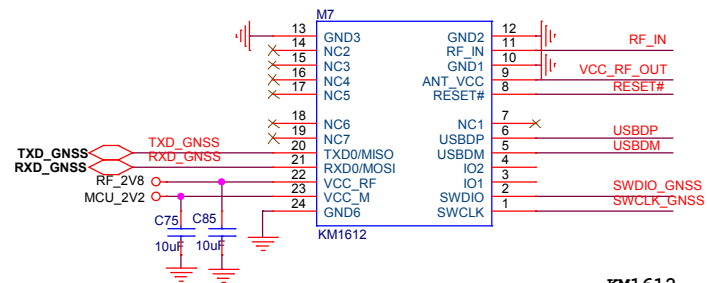 M7
13 GND3 GND2 12
14 NC2 RF_IN 11 RF_IN
15 NC3 GND1 10
16 NC4 ANT_VCC 9 VCC_RF_OUT
17 NC5 RESET# 8 RESET#
18 NC6 NC1 7
19 NC7 USBDP 6 USBDP
TXD_GNSS TXD_GNSS 20 TXD0/MISO USBDM 5 USBDM
RXD_GNSS RXD_GNSS 21 RXD0/MOSI IO2 4
RF_2V8 22 VCC_RF IO1 3
MCU_2V2 23 VCC_M SWDIO 2 SWDIO_GNSS
24 GND6 SWCLK 1 SWCLK_GNSS
C75 C85 KM1612
10uF 10uF